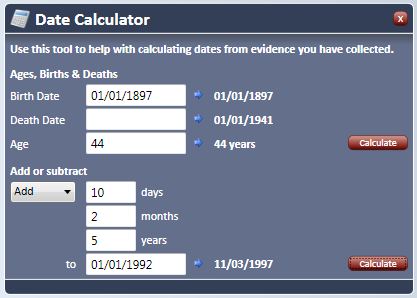 Date Calculator
x
Use this tool to help with calculating dates from evidence you have collected.
Ages, Births & Deaths
Birth Date 01/01/1897 01/01/1897
Death Date 01/01/1941
Age 44 44 years Calculate
Add or subtract
Add 10 days
2 months
5 years
to 01/01/1992 11/03/1997 Calculate